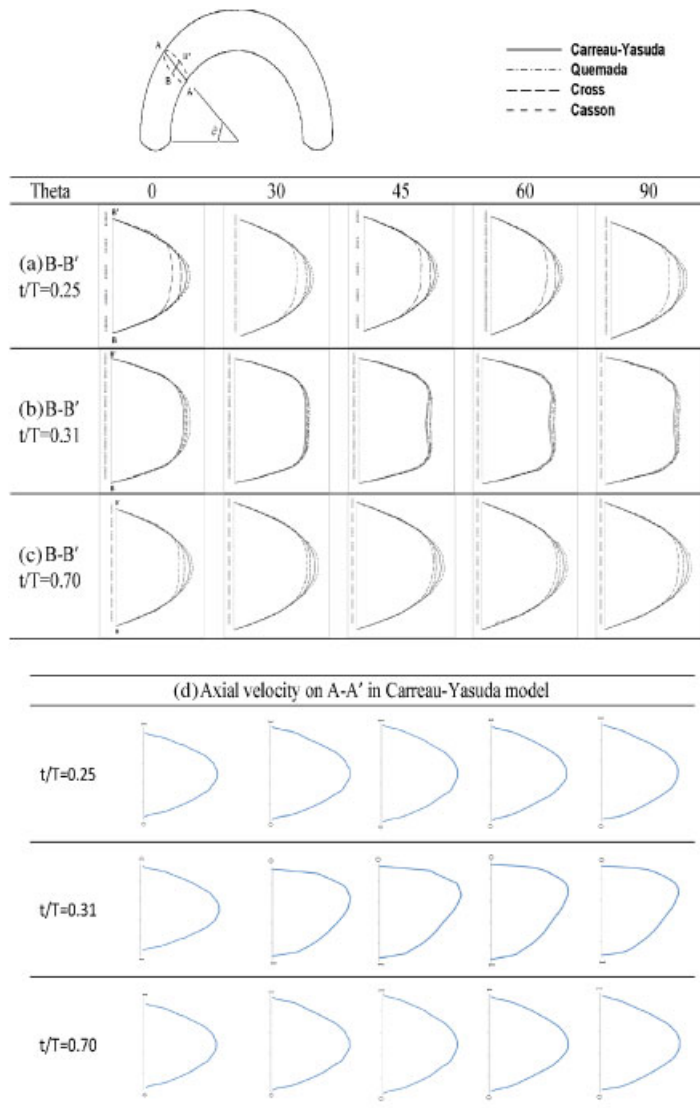 A
B'
B
A'
Carreau-Yasuda
Quemada
Cross
Casson
Theta 0 30 45 60 90
B'
(a) B-B'
t/T=0.25
B
(b) B-B'
t/T=0.31
(c) B-B'
t/T=0.70
(d) Axial velocity on A-A' in Carreau-Yasuda model
t/T=0.25
t/T=0.31
t/T=0.70